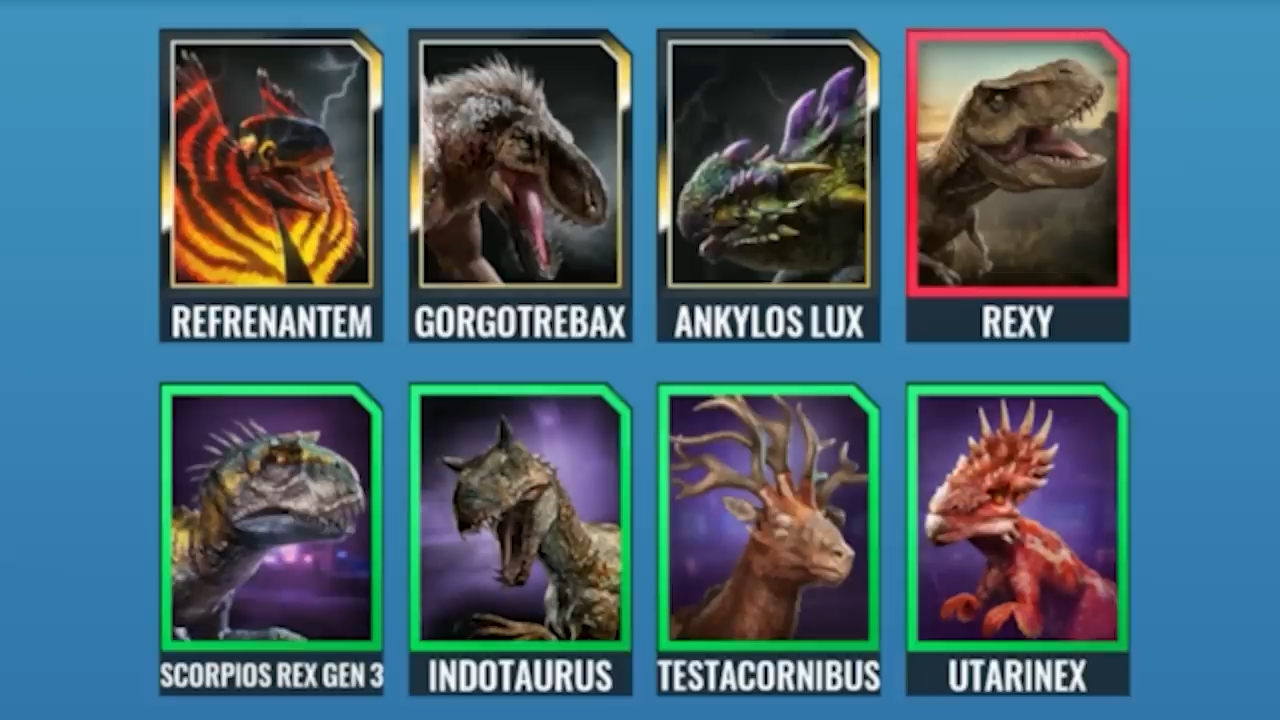 REFRENANTEM
GORGOTREBAX
ANKYLOS LUX
REXY
SCORPIOS REX GEN 3
INDOTAURUS
TESTACORNIBUS
UTARINEX